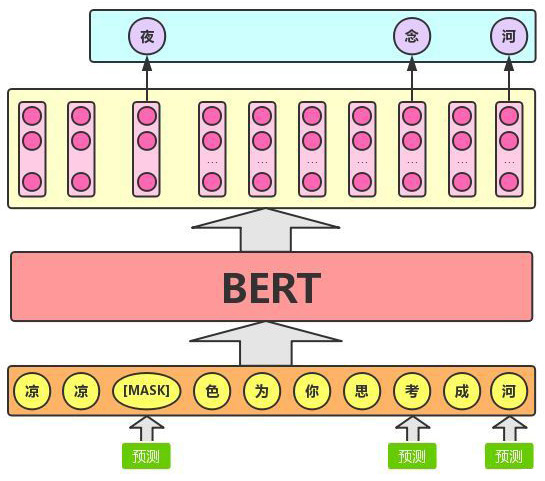 夜 念 河
... ... ... ... ... ... ...
BERT
凉 凉 [MASK] 色 为 你 思 考 成 河
预测 预测 预测